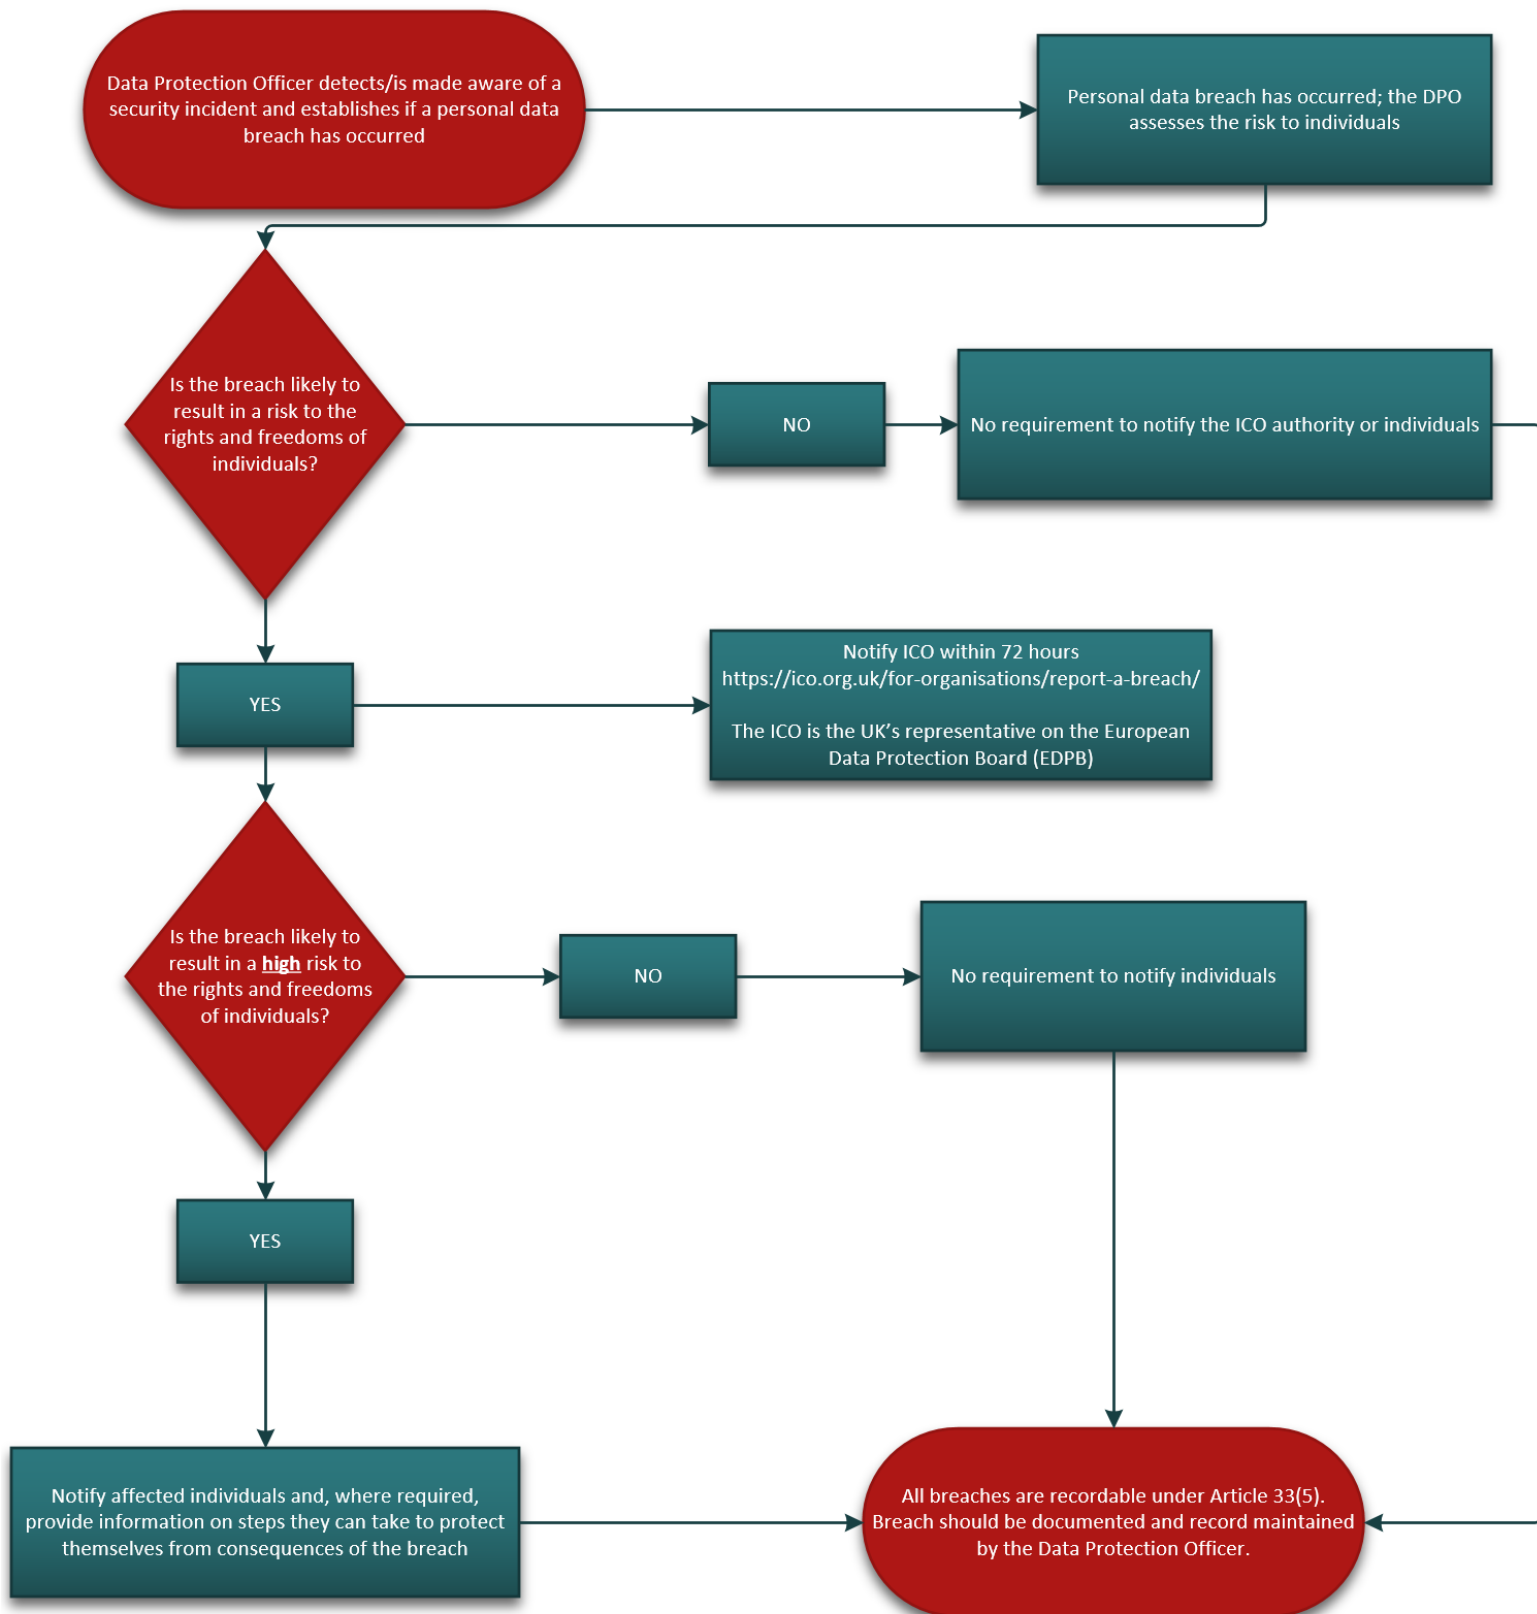 Data Protection Officer detects/is made aware of a
security incident and establishes if a personal data
breach has occurred
Personal data breach has occurred; the DPO
assesses the risk to individuals
Is the breach likely to
result in a risk to the
rights and freedoms of
individuals?
NO
No requirement to notify the ICO authority or individuals
YES
Notify ICO within 72 hours
https://ico.org.uk/for-organisations/report-a-breach/
The ICO is the UK’s representative on the European
Data Protection Board (EDPB)
Is the breach likely to
result in a high risk to
the rights and freedoms
of individuals?
NO
No requirement to notify individuals
YES
Notify affected individuals and, where required,
provide information on steps they can take to protect
themselves from consequences of the breach
All breaches are recordable under Article 33(5).
Breach should be documented and record maintained
by the Data Protection Officer.